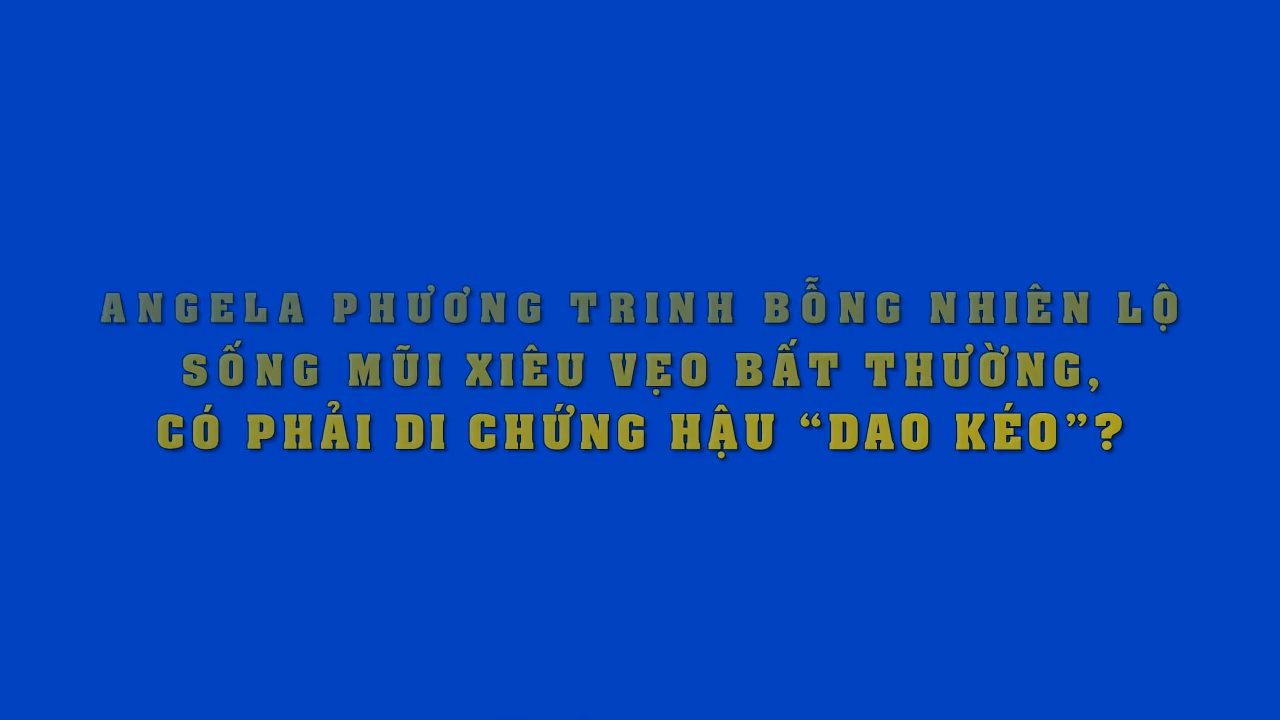 ANGELA PHƯƠNG TRINH BỖNG NHIÊN LỘ
SỐNG MŨI XIÊU VẸO BẤT THƯỜNG,
CÓ PHẢI DI CHỨNG HẬU “DAO KÉO”?